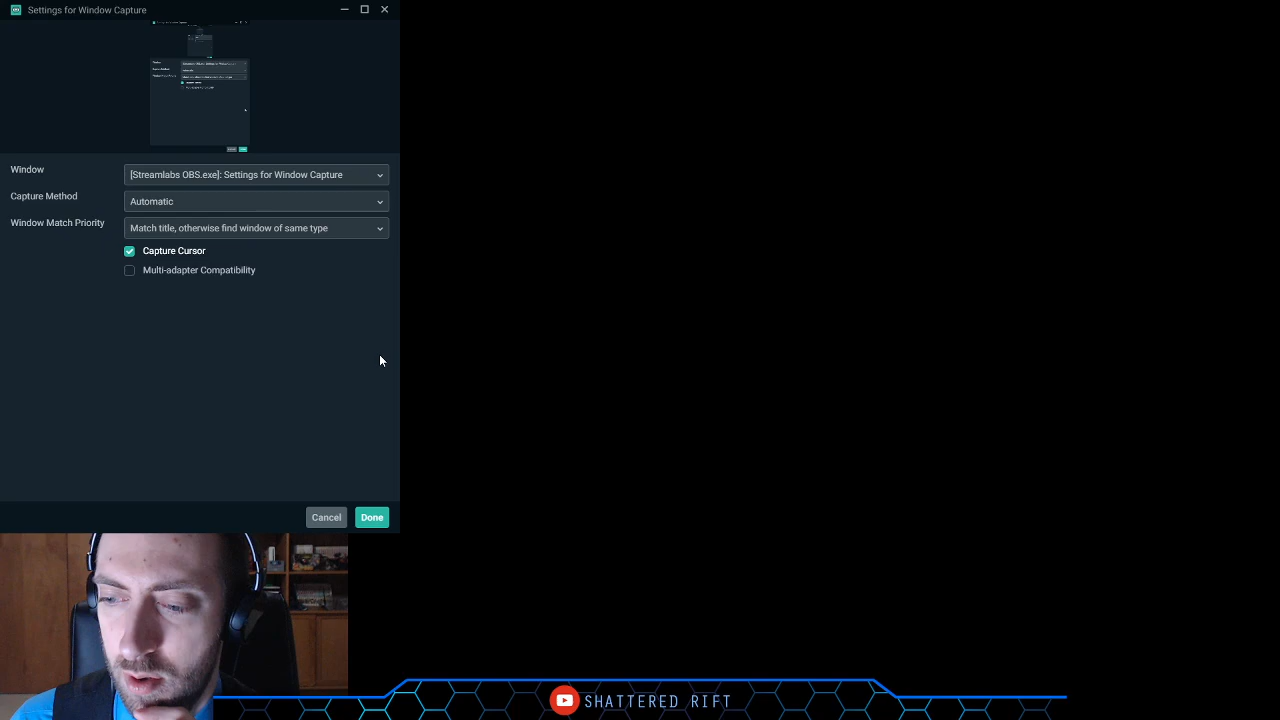 Settings for Window Capture
Window
[Streamlabs OBS.exe]: Settings for Window Capture
Capture Method
Automatic
Window Match Priority
Match title, otherwise find window of same type
Capture Cursor
Multi-adapter Compatibility
Cancel
Done
SHATTERED RIFT